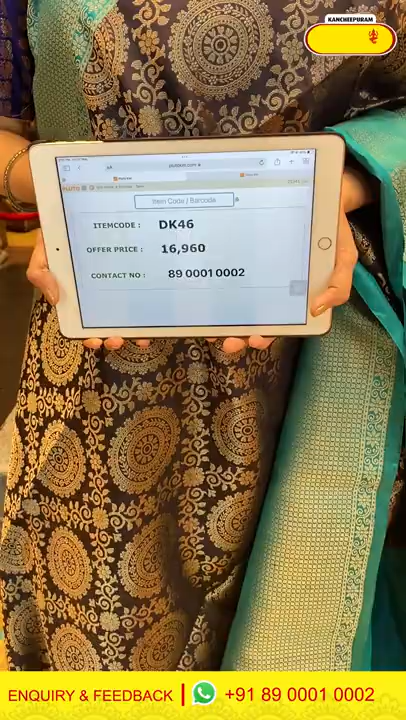 KANCHEEPURAM
PLUTO
Item Code / Barcode
ITEMCODE : DK46
OFFER PRICE : 16,960
CONTACT NO : 89 0001 0002
ENQUIRY & FEEDBACK | +91 89 0001 0002